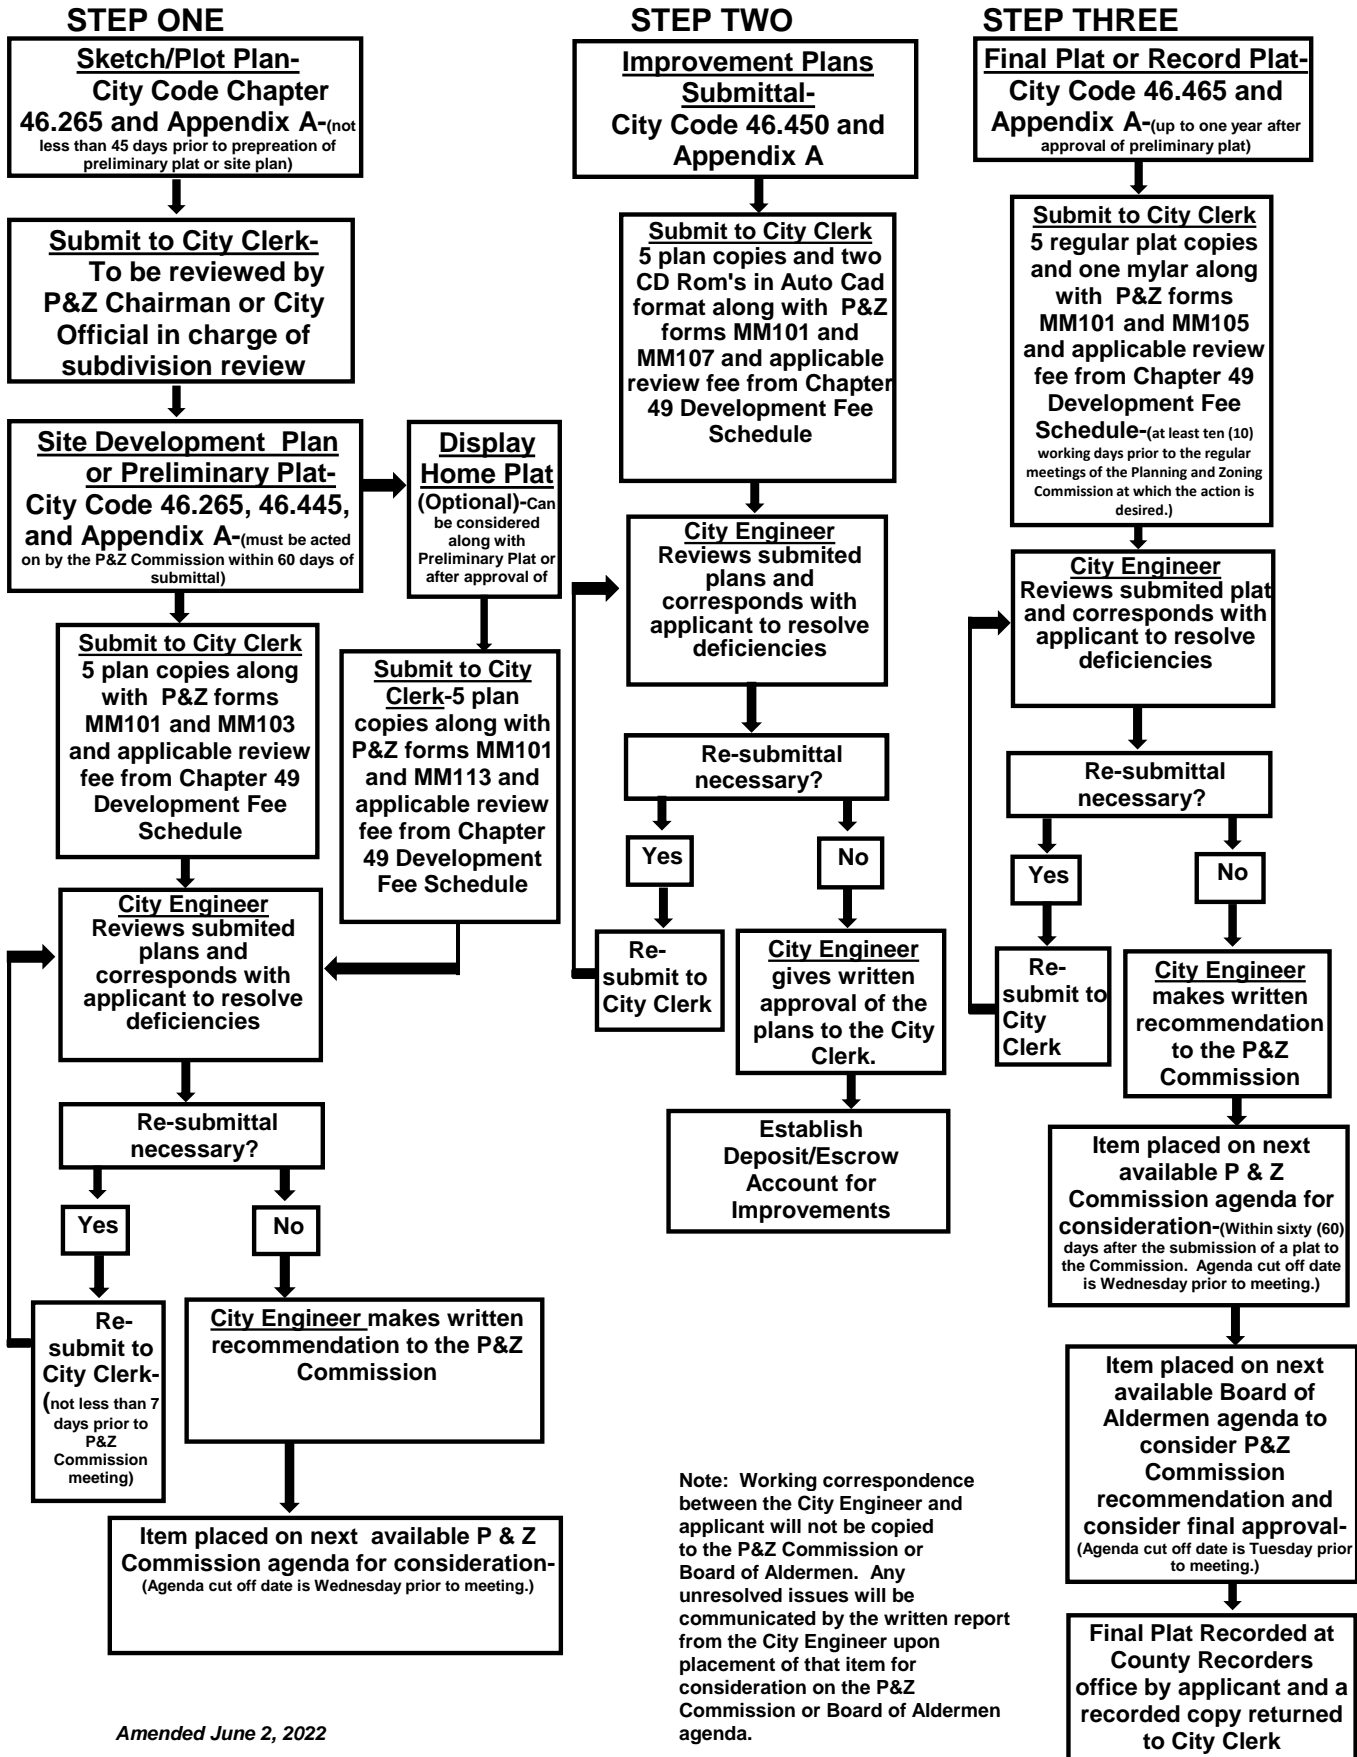 STEP ONE
Sketch/Plot Plan-
City Code Chapter
46.265 and Appendix A-(not
less than 45 days prior to prepreation of
preliminary plat or site plan)
Submit to City Clerk-
To be reviewed by
P&Z Chairman or City
Official in charge of
subdivision review
Site Development Plan
or Preliminary Plat-
City Code 46.265, 46.445,
and Appendix A-(must be acted
on by the P&Z Commission within 60 days of
submittal)
Display
Home Plat
(Optional)-Can
be considered
along with
Preliminary Plat or
after approval of
Submit to City Clerk
5 plan copies along
with P&Z forms
MM101 and MM103
and applicable review
fee from Chapter 49
Development Fee
Schedule
Submit to City
Clerk-5 plan
copies along with
P&Z forms MM101
and MM113 and
applicable review
fee from Chapter
49 Development
Fee Schedule
City Engineer
Reviews submited
plans and
corresponds with
applicant to resolve
deficiencies
Re-submittal
necessary?
Yes
No
Re-
submit to
City Clerk-
(not less than 7
days prior to
P&Z
Commission
meeting)
City Engineer makes written
recommendation to the P&Z
Commission
Item placed on next available P & Z
Commission agenda for consideration-
(Agenda cut off date is Wednesday prior to meeting.)
Amended June 2, 2022
STEP TWO
Improvement Plans
Submittal-
City Code 46.450 and
Appendix A
Submit to City Clerk
5 plan copies and two
CD Rom's in Auto Cad
format along with P&Z
forms MM101 and
MM107 and applicable
review fee from Chapter
49 Development Fee
Schedule
City Engineer
Reviews submited
plans and
corresponds with
applicant to resolve
deficiencies
Re-submittal
necessary?
Yes
No
Re-
submit to
City Clerk
City Engineer
gives written
approval of the
plans to the City
Clerk.
Establish
Deposit/Escrow
Account for
Improvements
Note: Working correspondence
between the City Engineer and
applicant will not be copied
to the P&Z Commission or
Board of Aldermen. Any
unresolved issues will be
communicated by the written report
from the City Engineer upon
placement of that item for
consideration on the P&Z
Commission or Board of Aldermen
agenda.
STEP THREE
Final Plat or Record Plat-
City Code 46.465 and
Appendix A-(up to one year after
approval of preliminary plat)
Submit to City Clerk
5 regular plat copies
and one mylar along
with P&Z forms
MM101 and MM105
and applicable review
fee from Chapter 49
Development Fee
Schedule-(at least ten (10)
working days prior to the regular
meetings of the Planning and Zoning
Commission at which the action is
desired.)
City Engineer
Reviews submited plat
and corresponds with
applicant to resolve
deficiencies
Re-submittal
necessary?
Yes
No
Re-
submit to
City
Clerk
City Engineer
makes written
recommendation
to the P&Z
Commission
Item placed on next
available P & Z
Commission agenda for
consideration-(Within sixty (60)
days after the submission of a plat to
the Commission. Agenda cut off date
is Wednesday prior to meeting.)
Item placed on next
available Board of
Aldermen agenda to
consider P&Z
Commission
recommendation and
consider final approval-
(Agenda cut off date is Tuesday prior
to meeting.)
Final Plat Recorded at
County Recorders
office by applicant and a
recorded copy returned
to City Clerk